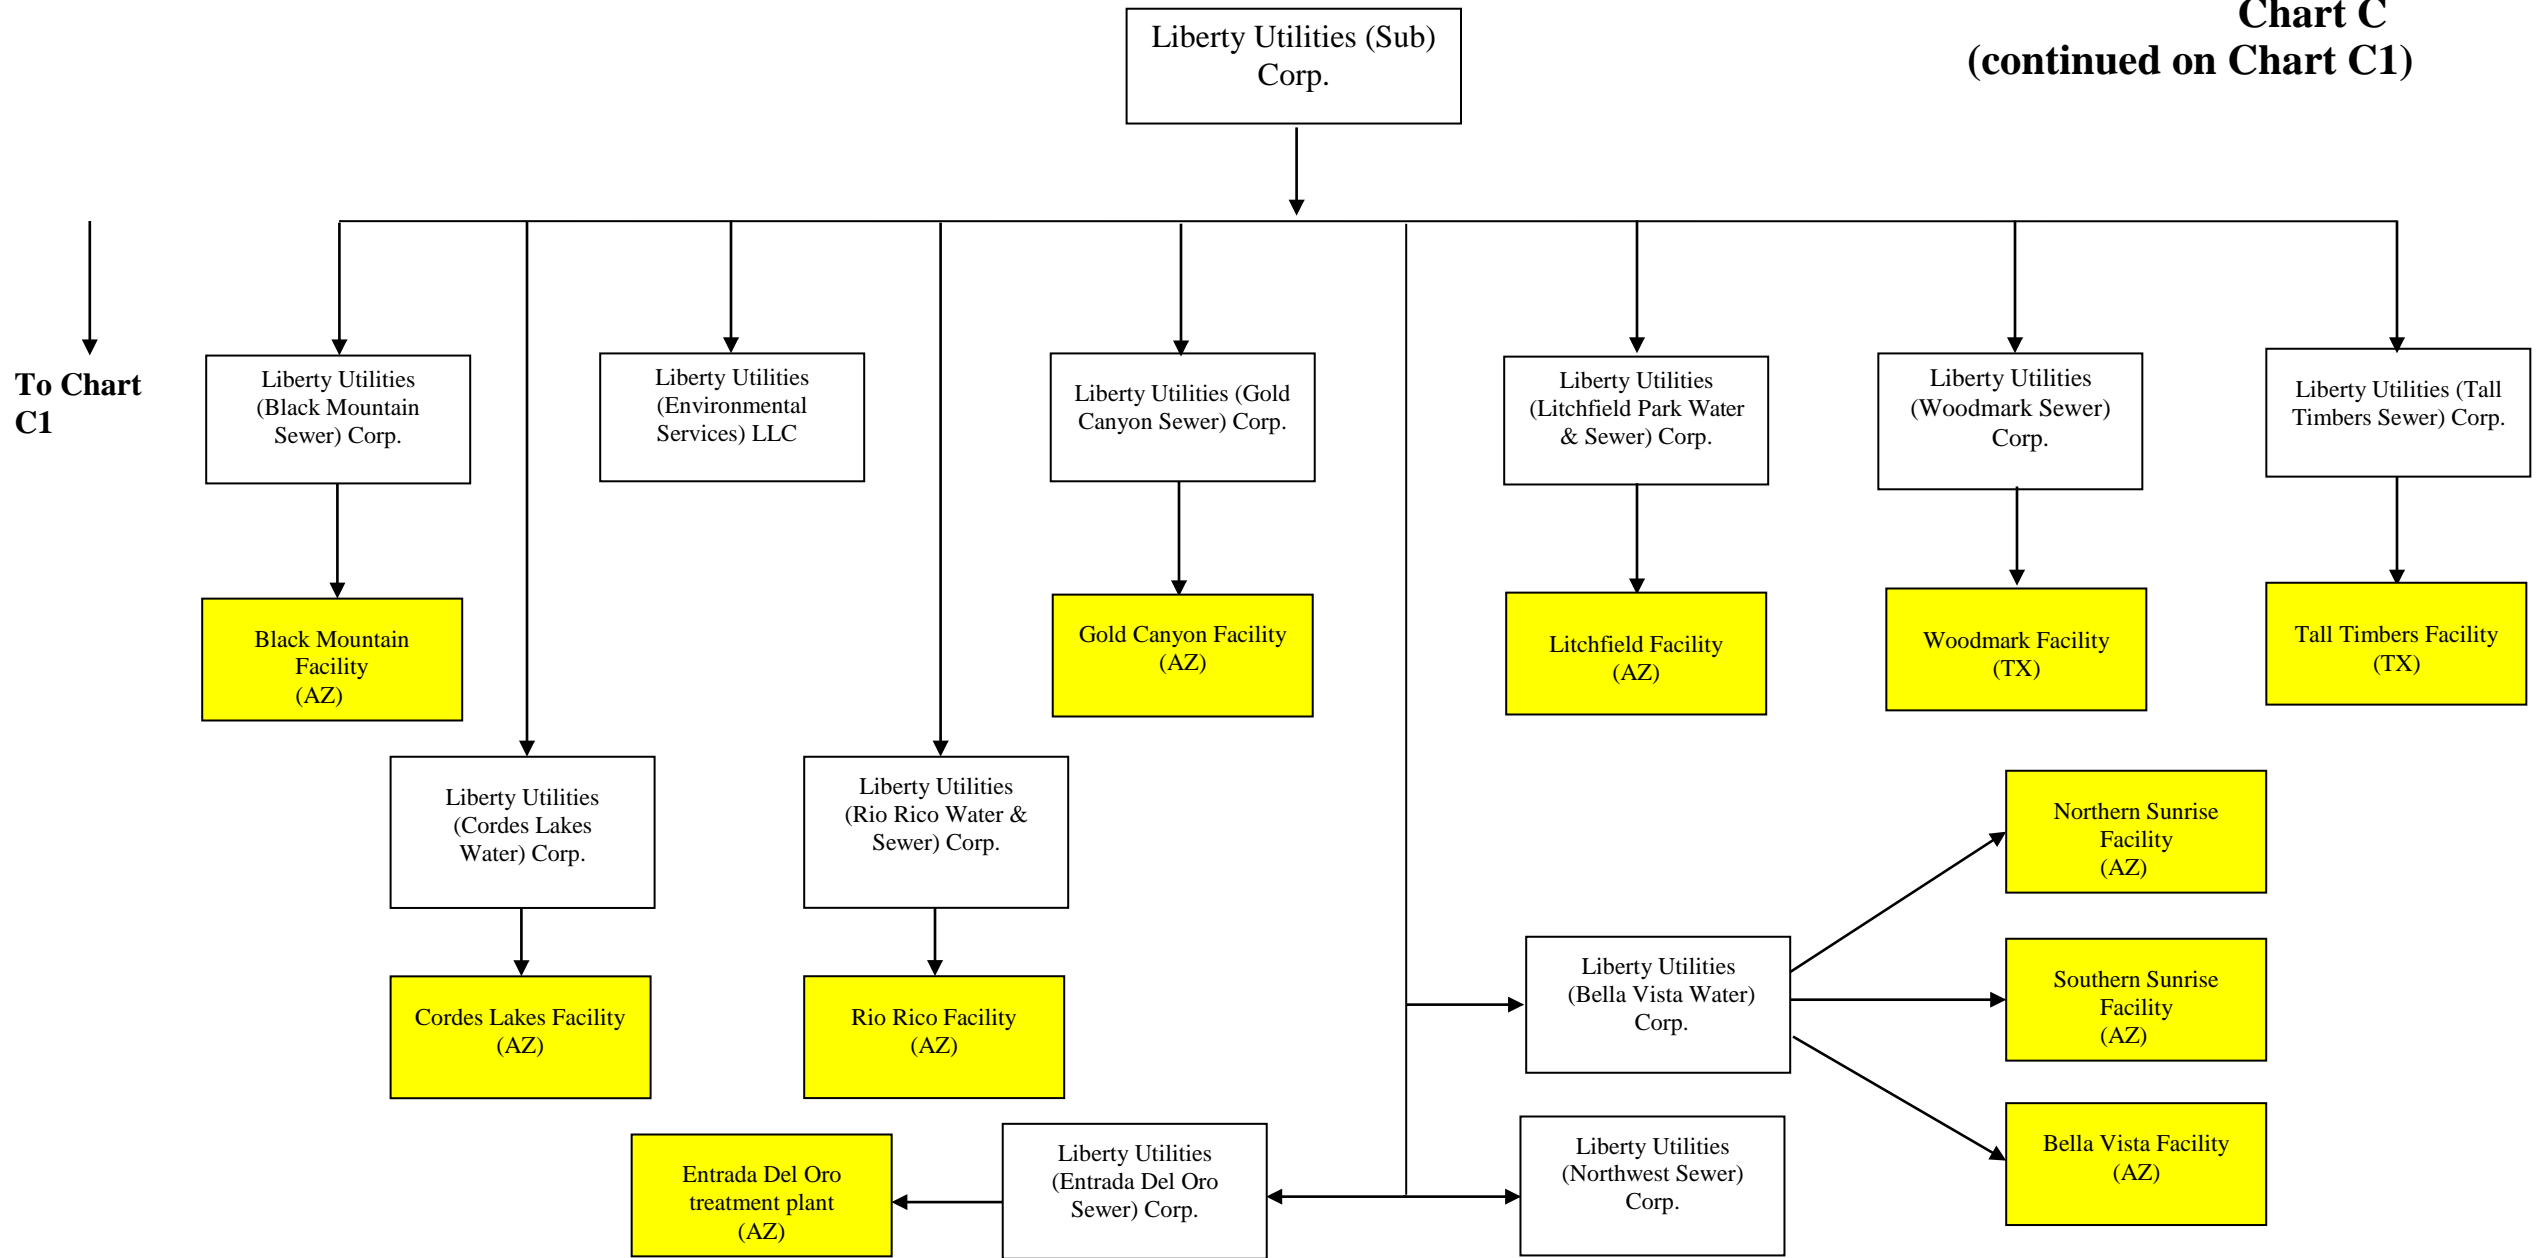 Chart C
(continued on Chart C1)
Liberty Utilities (Sub)
Corp.
To Chart
C1
Liberty Utilities
(Black Mountain
Sewer) Corp.
Liberty Utilities
(Environmental
Services) LLC
Liberty Utilities (Gold
Canyon Sewer) Corp.
Liberty Utilities
(Litchfield Park Water
& Sewer) Corp.
Liberty Utilities
(Woodmark Sewer)
Corp.
Liberty Utilities (Tall
Timbers Sewer) Corp.
Black Mountain
Facility
(AZ)
Gold Canyon Facility
(AZ)
Litchfield Facility
(AZ)
Woodmark Facility
(TX)
Tall Timbers Facility
(TX)
Liberty Utilities
(Cordes Lakes
Water) Corp.
Liberty Utilities
(Rio Rico Water &
Sewer) Corp.
Northern Sunrise
Facility
(AZ)
Cordes Lakes Facility
(AZ)
Rio Rico Facility
(AZ)
Liberty Utilities
(Bella Vista Water)
Corp.
Southern Sunrise
Facility
(AZ)
Entrada Del Oro
treatment plant
(AZ)
Liberty Utilities
(Entrada Del Oro
Sewer) Corp.
Liberty Utilities
(Northwest Sewer)
Corp.
Bella Vista Facility
(AZ)